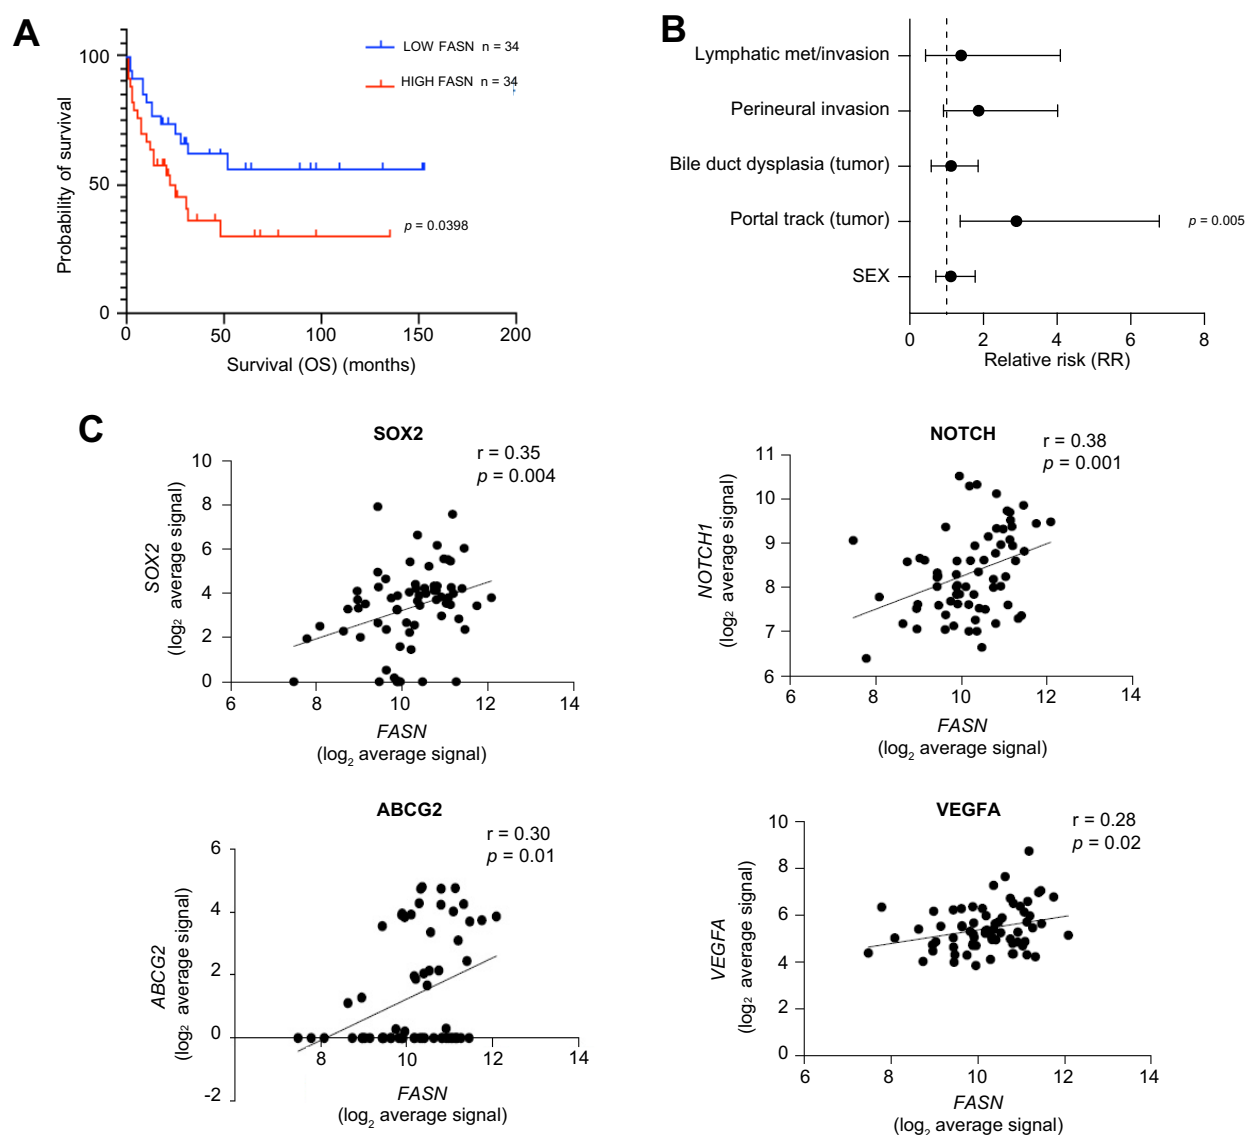 A
100
50
0
Probability of survival
LOW FASN n = 34
HIGH FASN n = 34
p = 0.0398
0 50 100 150 200
Survival (OS) (months)
B
Lymphatic met/invasion
Perineural invasion
Bile duct dysplasia (tumor)
Portal track (tumor)
p = 0.005
SEX
0 2 4 6 8
Relative risk (RR)
C
SOX2
r = 0.35
p = 0.004
10
8
6
4
2
0
SOX2
(log₂ average signal)
6 8 10 12 14
FASN
(log₂ average signal)
NOTCH
r = 0.38
p = 0.001
11
10
9
8
7
6
NOTCH1
(log₂ average signal)
6 8 10 12 14
FASN
(log₂ average signal)
ABCG2
r = 0.30
p = 0.01
6
4
2
0
-2
ABCG2
(log₂ average signal)
8 10 12 14
FASN
(log₂ average signal)
VEGFA
r = 0.28
p = 0.02
10
8
6
4
2
0
VEGFA
(log₂ average signal)
6 8 10 12 14
FASN
(log₂ average signal)